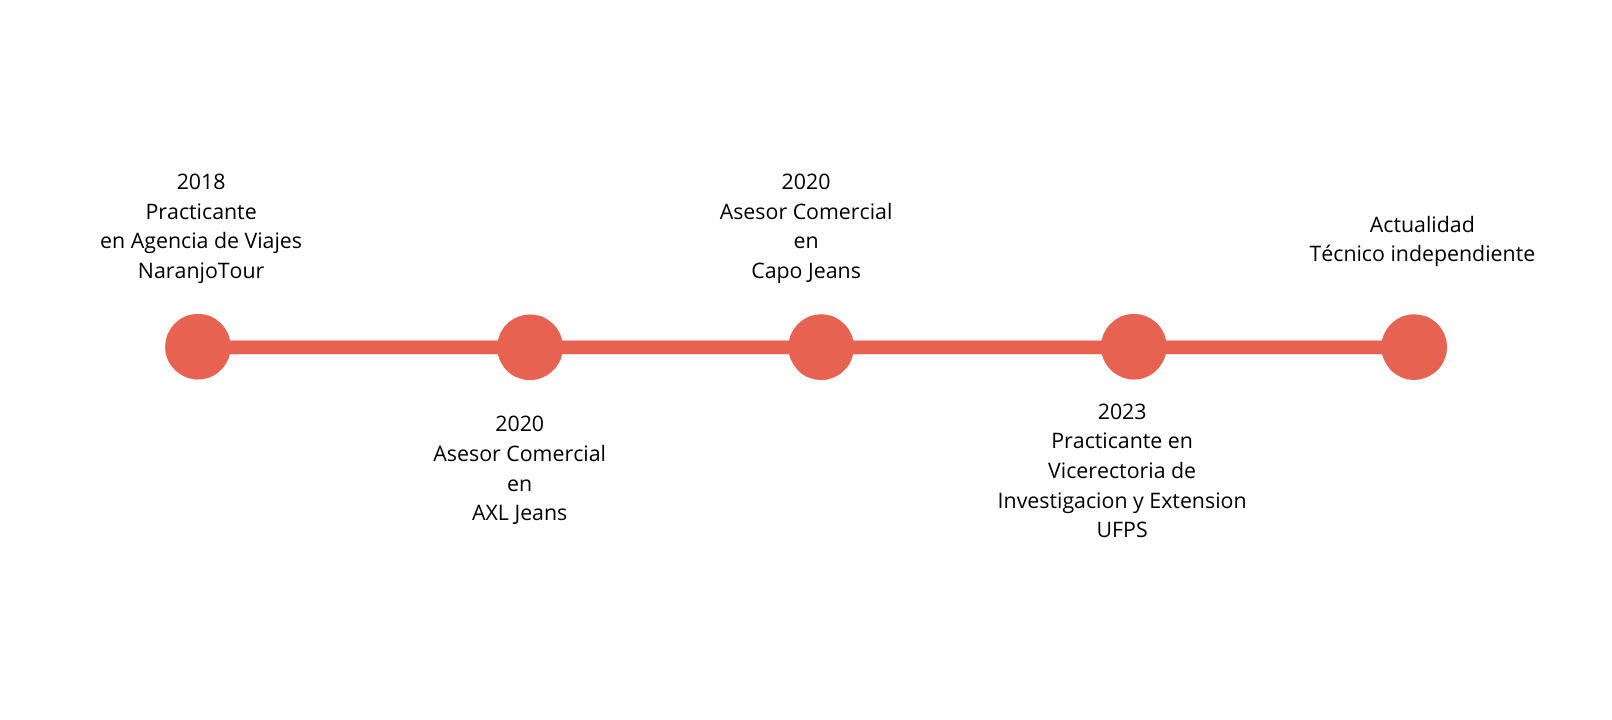 2018
Practicante
en Agencia de Viajes
NaranjoTour
2020
Asesor Comercial
en
AXL Jeans
2020
Asesor Comercial
en
Capo Jeans
2023
Practicante en
Vicerectoria de
Investigacion y Extension
UFPS
Actualidad
Técnico independiente